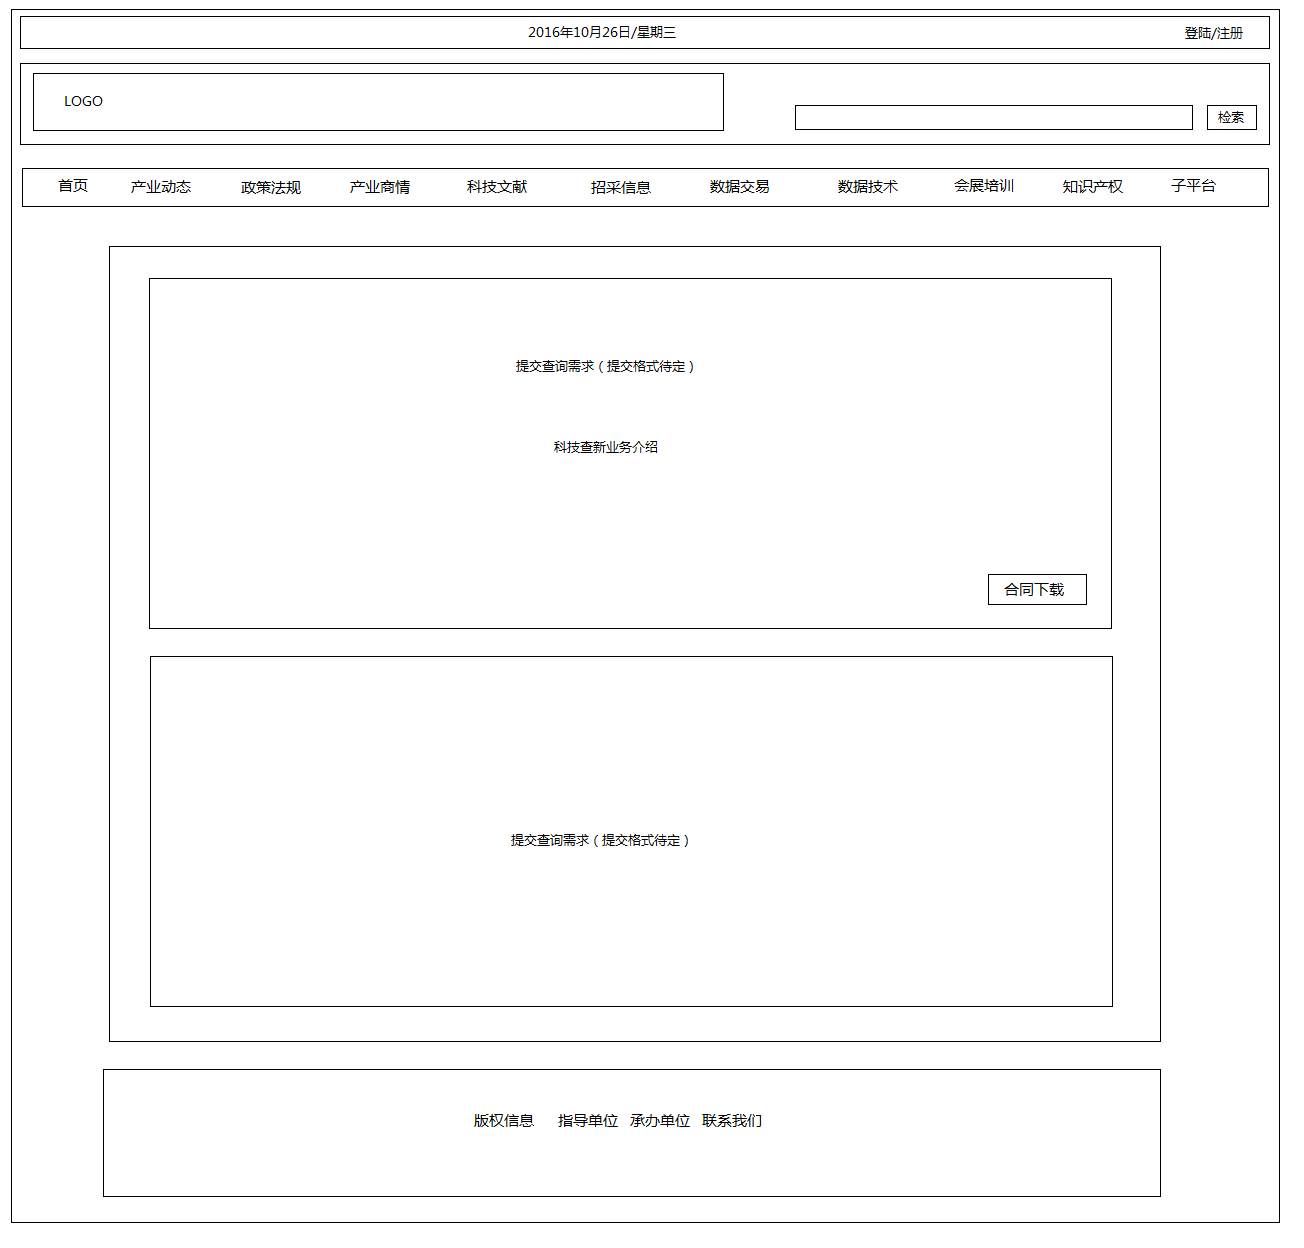 2016年10月26日/星期三 登陆/注册
LOGO
检索
首页 产业动态 政策法规 产业商情 科技文献 招采信息 数据交易 数据技术 会展培训 知识产权 子平台
提交查询需求（提交格式待定）
科技查新业务介绍
合同下载
提交查询需求（提交格式待定）
版权信息 指导单位 承办单位 联系我们